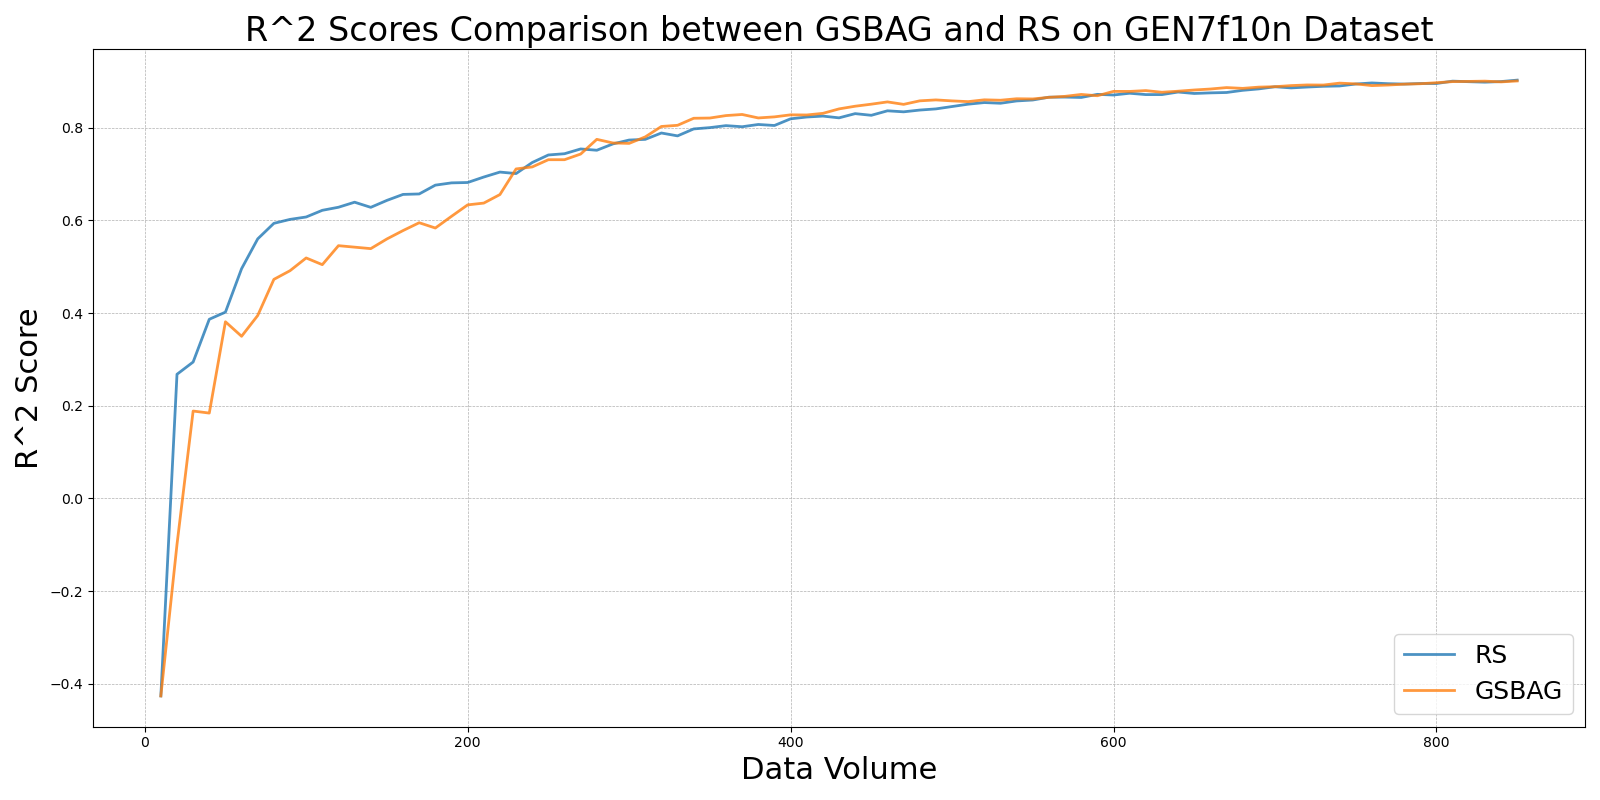 R^2 Scores Comparison between GSBAG and RS on GEN7f10n Dataset
R^2 Score
0.8
0.6
0.4
0.2
0.0
−0.2
−0.4
RS
GSBAG
0 200 400 600 800
Data Volume